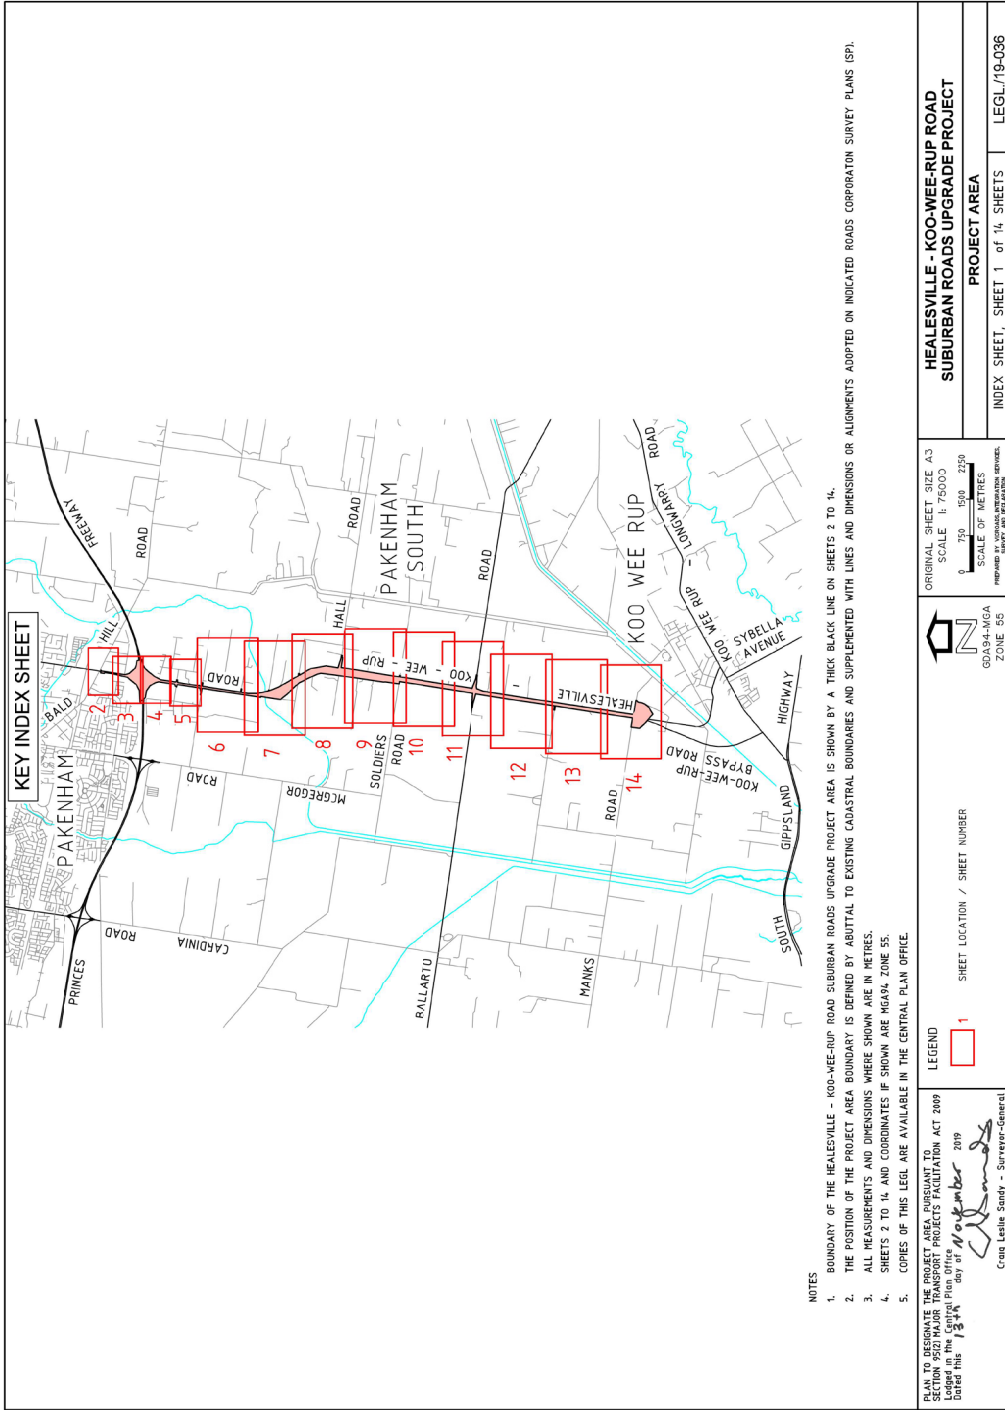 KEY INDEX SHEET
PRINCES
FREEWAY
PAKENHAM
BALD
HILL
ROAD
ROAD
CARDINIA
ROAD
MCGREGOR
ROAD
HALL
ROAD
PAKENHAM
SOUTH
SOLDIERS
ROAD
KOO - WEE - RUP
ROAD
HEALESVILLE -
BALLARTO
ROAD
MANKS
ROAD
KOO WEE RUP
KOO WEE RUP - LONGWARRY
ROAD
SYBELLA
AVENUE
KOO-WEE-RUP
BYPASS ROAD
SOUTH
GIPPSLAND
HIGHWAY
2
3
4
5
6
7
8
9
10
11
12
13
14
NOTES
1. BOUNDARY OF THE HEALESVILLE - KOO-WEE-RUP ROAD SUBURBAN ROADS UPGRADE PROJECT AREA IS SHOWN BY A THICK BLACK LINE ON SHEETS 2 TO 14.
2. THE POSITION OF THE PROJECT AREA BOUNDARY IS DEFINED BY ABUTTAL TO EXISTING CADASTRAL BOUNDARIES AND SUPPLEMENTED WITH LINES AND DIMENSIONS OR ALIGNMENTS ADOPTED ON INDICATED ROADS CORPORATON SURVEY PLANS (SP).
3. ALL MEASUREMENTS AND DIMENSIONS WHERE SHOWN ARE IN METRES.
4. SHEETS 2 TO 14 AND COORDINATES IF SHOWN ARE MGA94 ZONE 55.
5. COPIES OF THIS LEGL ARE AVAILABLE IN THE CENTRAL PLAN OFFICE.
PLAN TO DESIGNATE THE PROJECT AREA PURSUANT TO
SECTION 95(2) MAJOR TRANSPORT PROJECTS FACILITATION ACT 2009
Lodged in the Central Plan Office
Dated this 13th day of November 2019
Craig Leslie Sandy - Surveyor-General
LEGEND
1 SHEET LOCATION / SHEET NUMBER
N
GDA94-MGA
ZONE 55
ORIGINAL SHEET SIZE A3
SCALE 1: 75000
0 750 1500 2250
SCALE OF METRES
PREPARED BY VICROADS, INTEGRATION SERVICES,
SURVEY AND DECLARATION
HEALESVILLE - KOO-WEE-RUP ROAD
SUBURBAN ROADS UPGRADE PROJECT
PROJECT AREA
INDEX SHEET, SHEET 1 of 14 SHEETS
LEGL./19-036